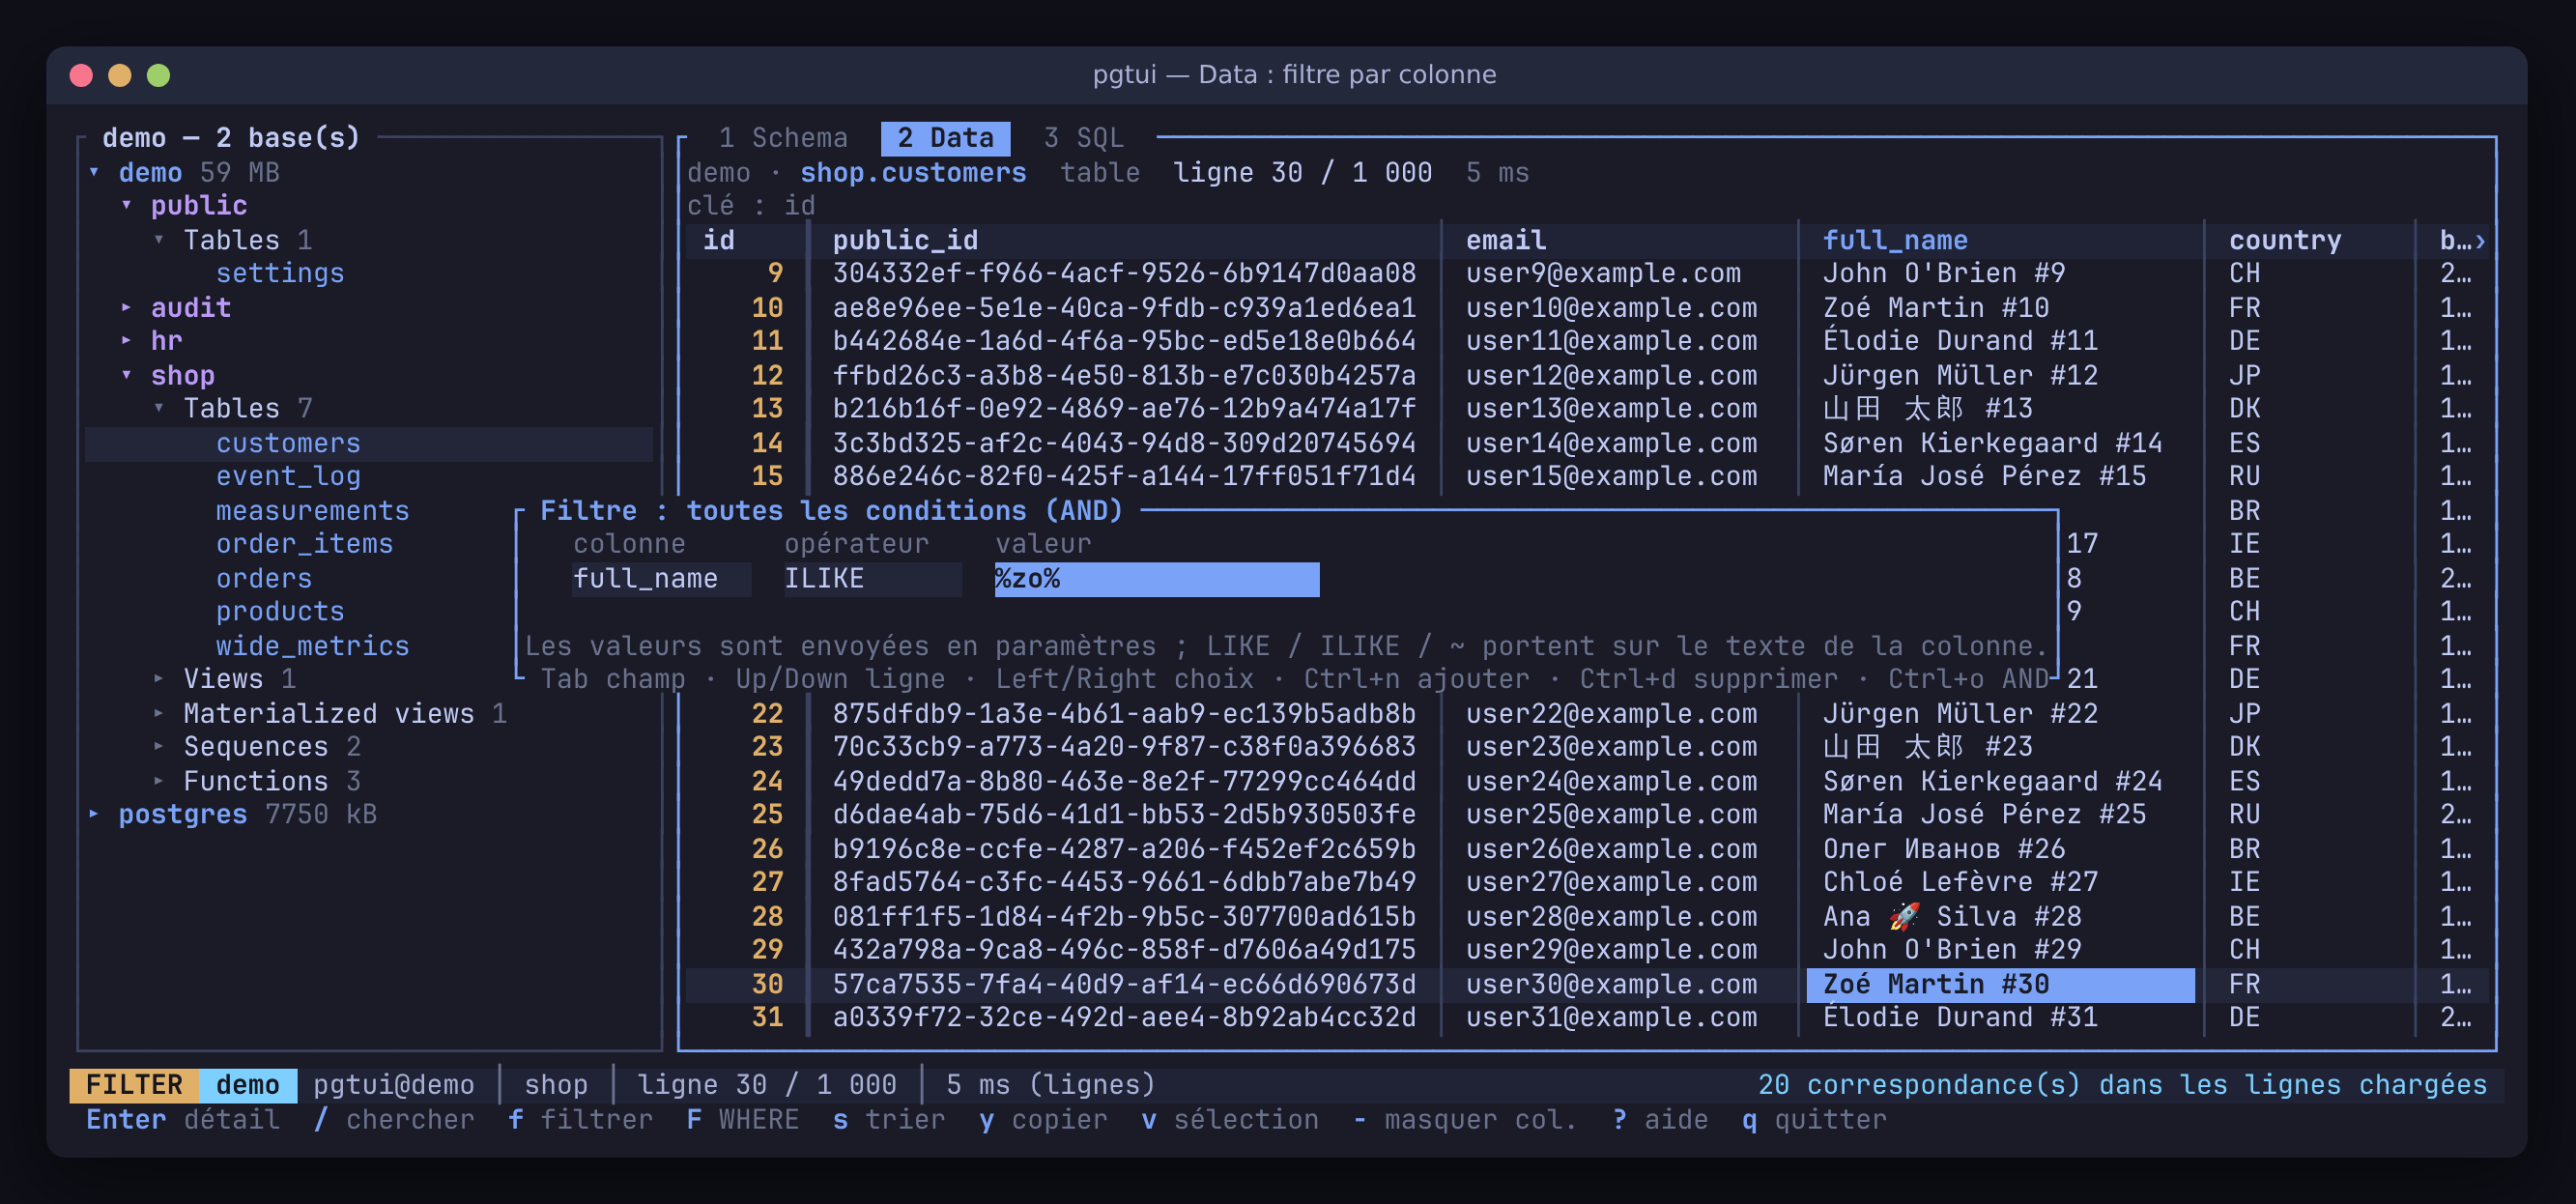 pgtui — Data : filtre par colonne
demo — 2 base(s)
▾ demo 59 MB
▾ public
▾ Tables 1
settings
▸ audit
▸ hr
▾ shop
▾ Tables 7
customers
event_log
measurements
order_items
orders
products
wide_metrics
▸ Views 1
▸ Materialized views 1
▸ Sequences 2
▸ Functions 3
▸ postgres 7750 kB
1 Schema 2 Data 3 SQL
demo · shop.customers table ligne 30 / 1 000 5 ms
clé : id
id public_id email full_name country b…›
9 304332ef-f966-4acf-9526-6b9147d0aa08 user9@example.com John O'Brien #9 CH 2…
10 ae8e96ee-5e1e-40ca-9fdb-c939a1ed6ea1 user10@example.com Zoé Martin #10 FR 1…
11 b442684e-1a6d-4f6a-95bc-ed5e18e0b664 user11@example.com Élodie Durand #11 DE 1…
12 ffbd26c3-a3b8-4e50-813b-e7c030b4257a user12@example.com Jürgen Müller #12 JP 1…
13 b216b16f-0e92-4869-ae76-12b9a474a17f user13@example.com 山田 太郎 #13 DK 1…
14 3c3bd325-af2c-4043-94d8-309d20745694 user14@example.com Søren Kierkegaard #14 ES 1…
15 886e246c-82f0-425f-a144-17ff051f71d4 user15@example.com María José Pérez #15 RU 1…
BR 1…
17 IE 1…
8 BE 2…
9 CH 1…
FR 1…
21 DE 1…
Filtre : toutes les conditions (AND)
colonne opérateur valeur
full_name ILIKE %zo%
Les valeurs sont envoyées en paramètres ; LIKE / ILIKE / ~ portent sur le texte de la colonne.
Tab champ · Up/Down ligne · Left/Right choix · Ctrl+n ajouter · Ctrl+d supprimer · Ctrl+o AND
22 875dfdb9-1a3e-4b61-aab9-ec139b5adb8b user22@example.com Jürgen Müller #22 JP 1…
23 70c33cb9-a773-4a20-9f87-c38f0a396683 user23@example.com 山田 太郎 #23 DK 1…
24 49dedd7a-8b80-463e-8e2f-77299cc464dd user24@example.com Søren Kierkegaard #24 ES 1…
25 d6dae4ab-75d6-41d1-bb53-2d5b930503fe user25@example.com María José Pérez #25 RU 2…
26 b9196c8e-ccfe-4287-a206-f452ef2c659b user26@example.com Олег Иванов #26 BR 1…
27 8fad5764-c3fc-4453-9661-6dbb7abe7b49 user27@example.com Chloé Lefèvre #27 IE 1…
28 081ff1f5-1d84-4f2b-9b5c-307700ad615b user28@example.com Ana 🚀 Silva #28 BE 1…
29 432a798a-9ca8-496c-858f-d7606a49d175 user29@example.com John O'Brien #29 CH 1…
30 57ca7535-7fa4-40d9-af14-ec66d690673d user30@example.com Zoé Martin #30 FR 1…
31 a0339f72-32ce-492d-aee4-8b92ab4cc32d user31@example.com Élodie Durand #31 DE 2…
FILTER demo pgtui@demo │ shop │ ligne 30 / 1 000 │ 5 ms (lignes) 20 correspondance(s) dans les lignes chargées
Enter détail / chercher f filtrer F WHERE s trier y copier v sélection - masquer col. ? aide q quitter